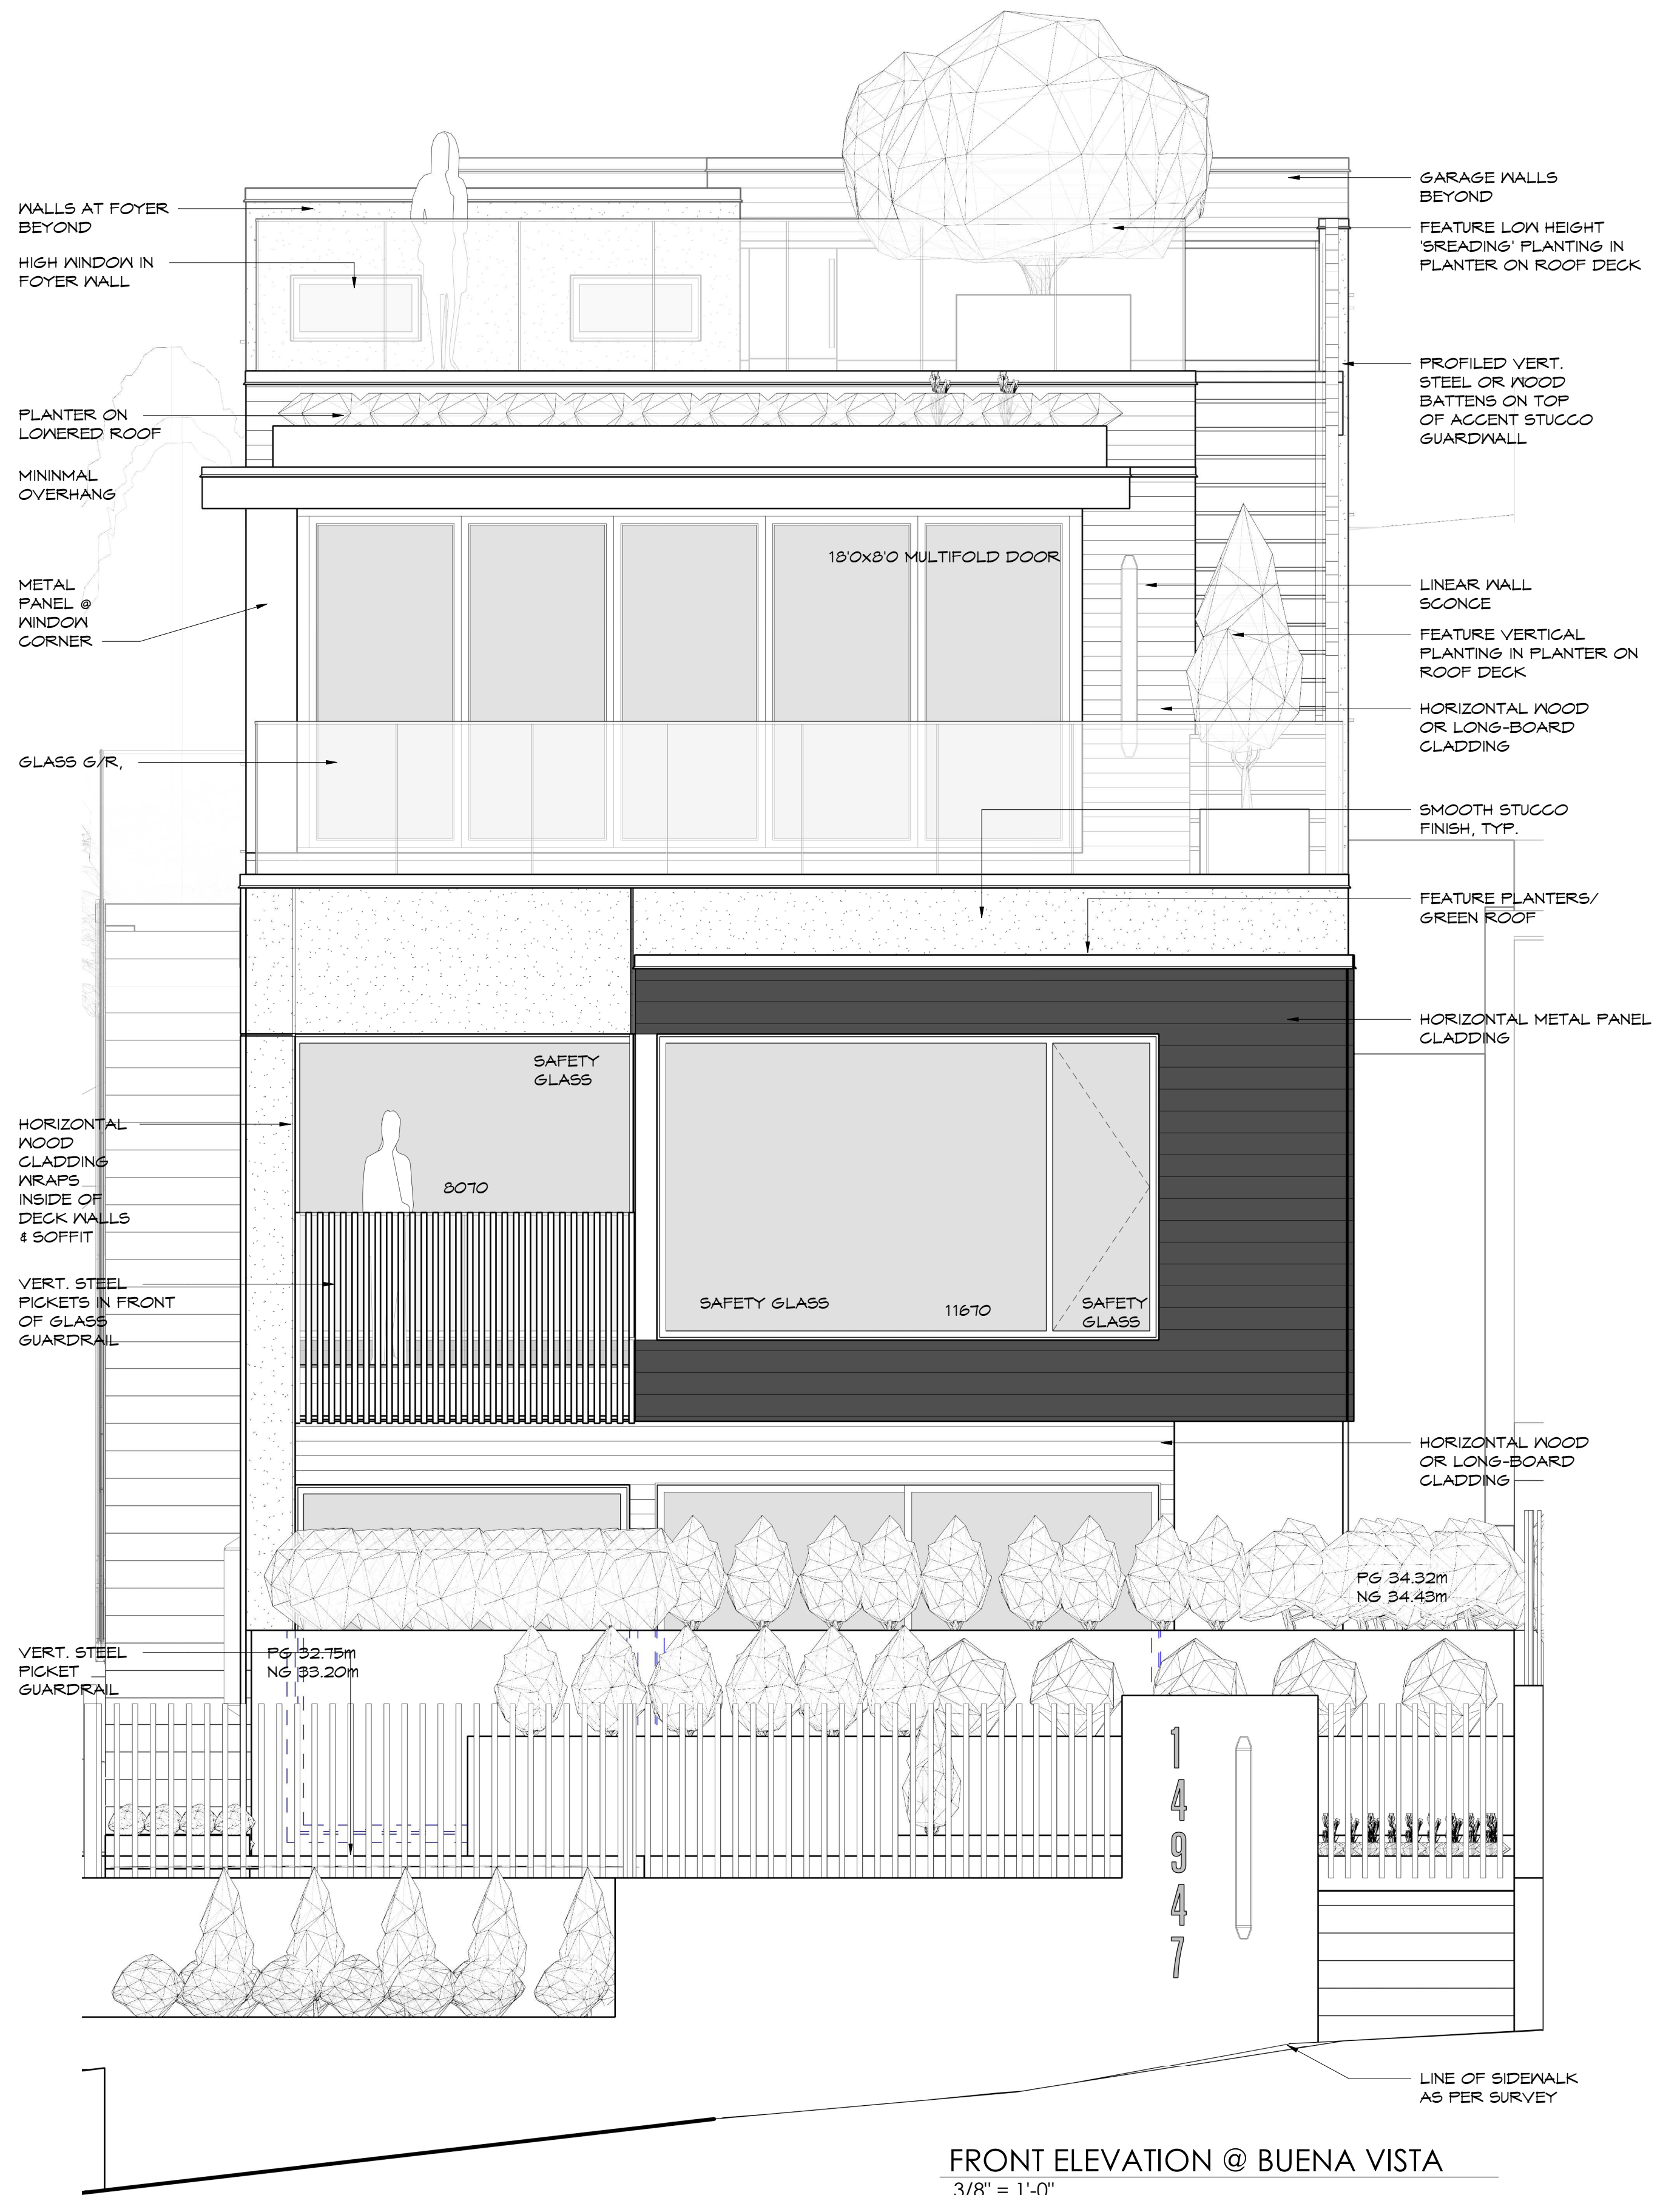 WALLS AT FOYER
BEYOND
HIGH WINDOW IN
FOYER WALL
PLANTER ON
LOWERED ROOF
MININMAL
OVERHANG
METAL
PANEL @
WINDOW
CORNER
GLASS G/R,
HORIZONTAL
WOOD
CLADDING
WRAPS
INSIDE OF
DECK WALLS
& SOFFIT
VERT. STEEL
PICKETS IN FRONT
OF GLASS
GUARDRAIL
VERT. STEEL
PICKET
GUARDRAIL
18'0x8'0 MULTIFOLD DOOR
SAFETY
GLASS
8070
SAFETY GLASS
11670
SAFETY
GLASS
PG 34.32m
NG 34.43m
PG 32.75m
NG 33.20m
1
4
9
4
7
GARAGE WALLS
BEYOND
FEATURE LOW HEIGHT
'SREADING' PLANTING IN
PLANTER ON ROOF DECK
PROFILED VERT.
STEEL OR WOOD
BATTENS ON TOP
OF ACCENT STUCCO
GUARDWALL
LINEAR WALL
SCONCE
FEATURE VERTICAL
PLANTING IN PLANTER ON
ROOF DECK
HORIZONTAL WOOD
OR LONG-BOARD
CLADDING
SMOOTH STUCCO
FINISH, TYP.
FEATURE PLANTERS/
GREEN ROOF
HORIZONTAL METAL PANEL
CLADDING
HORIZONTAL WOOD
OR LONG-BOARD
CLADDING
LINE OF SIDEWALK
AS PER SURVEY
FRONT ELEVATION @ BUENA VISTA
3/8" = 1'-0"